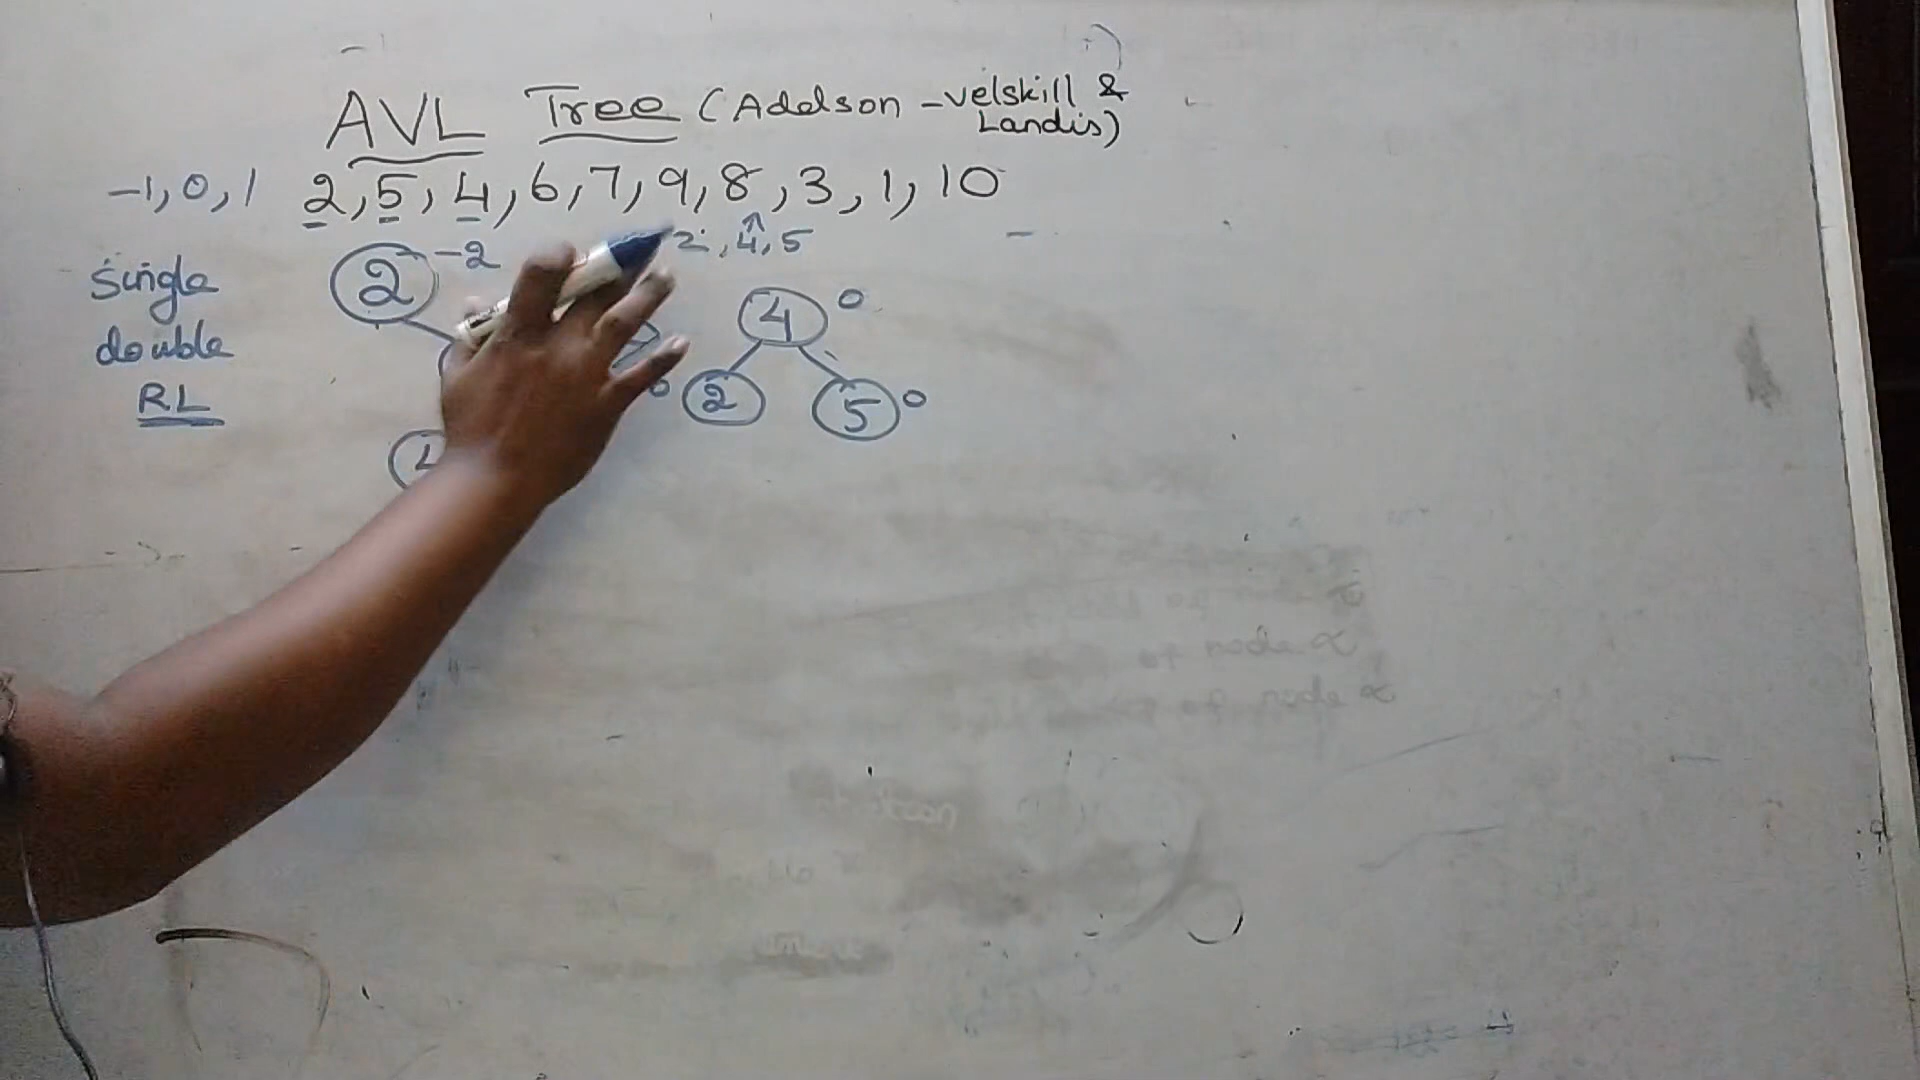 AVL Tree (Adelson - Velskill &
Landis)
-1, 0, 1 2, 5, 4, 6, 7, 9, 8, 3, 1, 10
2, 4, 5
single
double
RL
2 -2
4 0
0 2 5 0